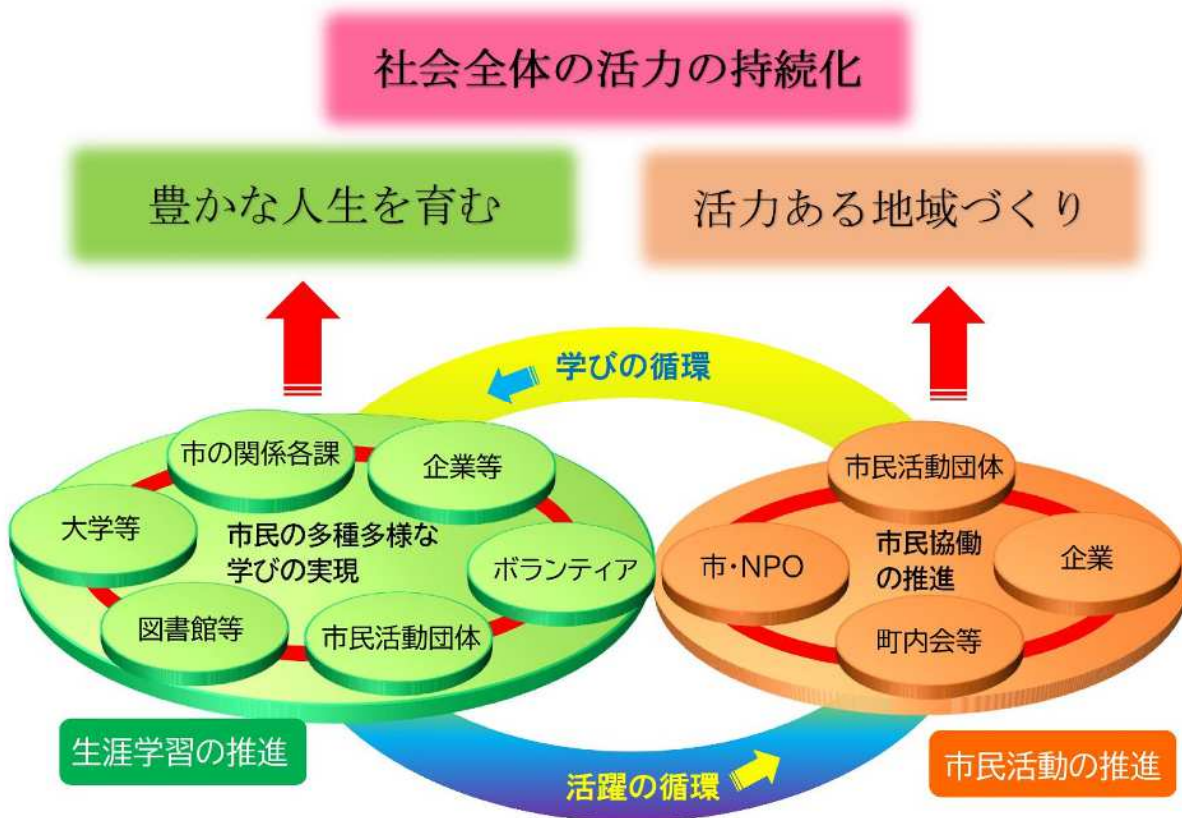 社会全体の活力の持続化
豊かな人生を育む
活力ある地域づくり
学びの循環
市の関係各課
企業等
大学等
市民の多種多様な
学びの実現
ボランティア
図書館等
市民活動団体
市民活動団体
市・NPO
市民協働
の推進
企業
町内会等
生涯学習の推進
活躍の循環
市民活動の推進